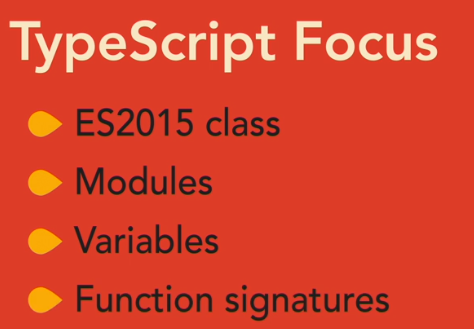 TypeScript Focus
ES2015 class
Modules
Variables
Function signatures